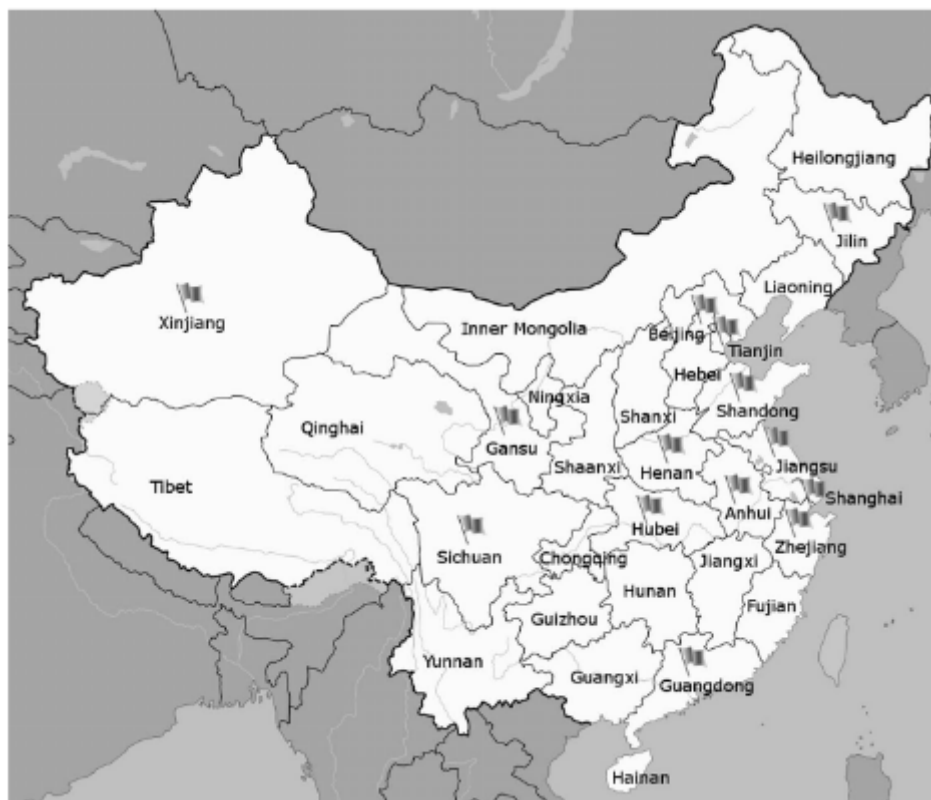 Heilongjiang
Jilin
Liaoning
Xinjiang
Inner Mongolia
Beijing
Tianjin
Hebei
Ningxia
Shanxi
Shandong
Qinghai
Gansu
Shaanxi
Henan
Jiangsu
Tibet
Shanghai
Anhui
Hubei
Zhejiang
Sichuan
Chongqing
Jiangxi
Hunan
Fujian
Guizhou
Yunnan
Guangxi
Guangdong
Hainan